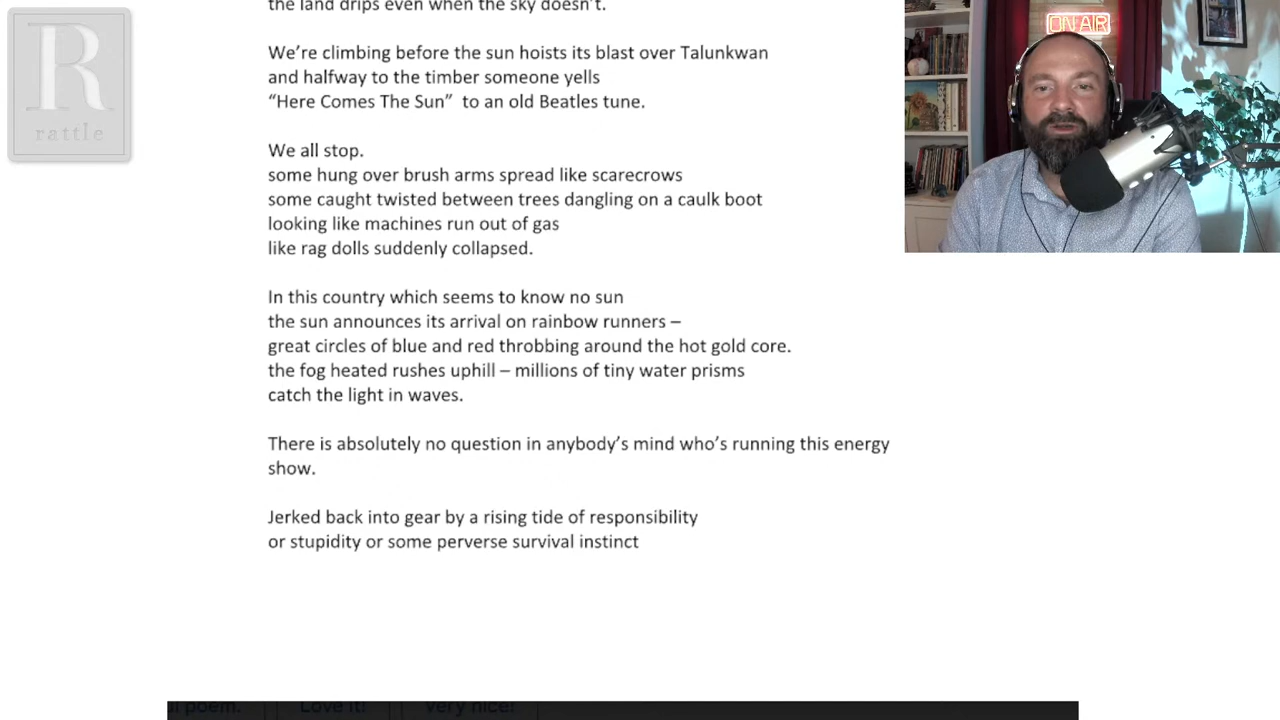 the land drips even when the sky doesn't.
We're climbing before the sun hoists its blast over Talunkwan
and halfway to the timber someone yells
“Here Comes The Sun”  to an old Beatles tune.
We all stop.
some hung over brush arms spread like scarecrows
some caught twisted between trees dangling on a caulk boot
looking like machines run out of gas
like rag dolls suddenly collapsed.
In this country which seems to know no sun
the sun announces its arrival on rainbow runners –
great circles of blue and red throbbing around the hot gold core.
the fog heated rushes uphill – millions of tiny water prisms
catch the light in waves.
There is absolutely no question in anybody's mind who's running this energy
show.
Jerked back into gear by a rising tide of responsibility
or stupidity or some perverse survival instinct
R
rattle
ON AIR
poem.
Love it!
Very nice!